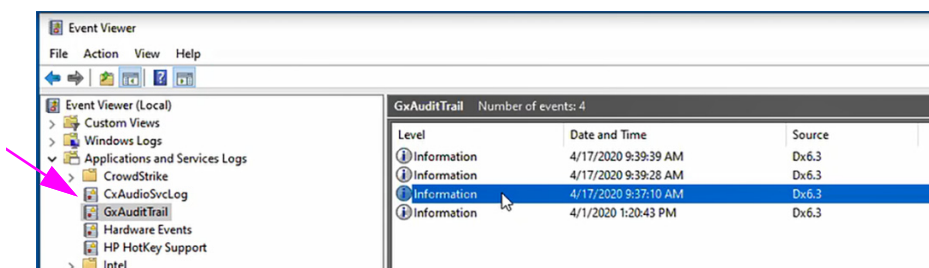 Event Viewer
File Action View Help
Event Viewer (Local)
Custom Views
Windows Logs
Applications and Services Logs
CrowdStrike
CxAudioSvcLog
GxAuditTrail
Hardware Events
HP HotKey Support
Intel
GxAuditTrail Number of events: 4
Level Date and Time Source
Information 4/17/2020 9:39:39 AM Dx6.3
Information 4/17/2020 9:39:28 AM Dx6.3
Information 4/17/2020 9:37:10 AM Dx6.3
Information 4/1/2020 1:20:43 PM Dx6.3